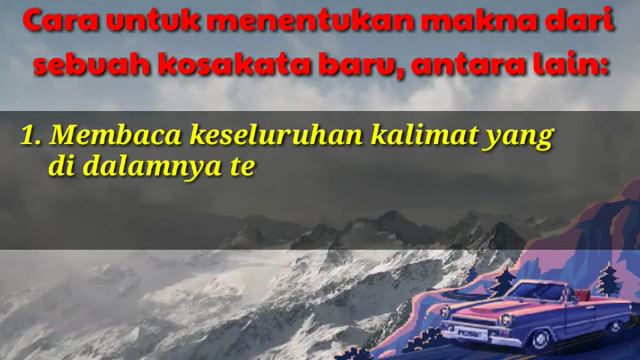 Cara untuk menentukan makna dari
sebuah kosakata baru, antara lain:
1. Membaca keseluruhan kalimat yang
di dalamnya te